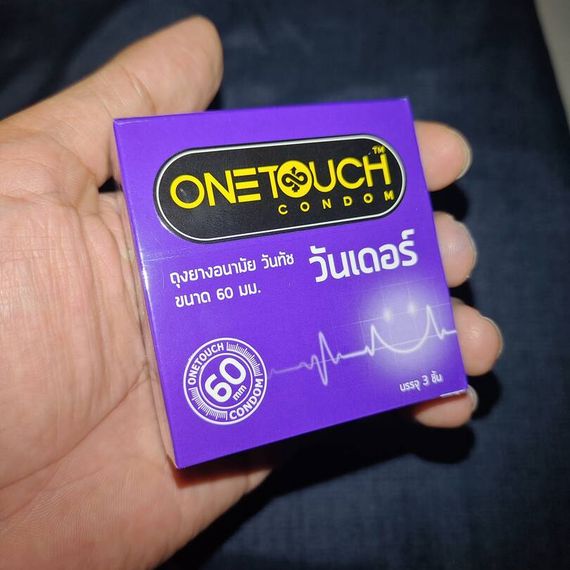 ONETOUCH™
CONDOM
ถุงยางอนามัย วันทัช
ขนาด 60 มม.
วันเดอร์
ONETOUCH
60
mm
CONDOM
บรรจุ 3 ชิ้น